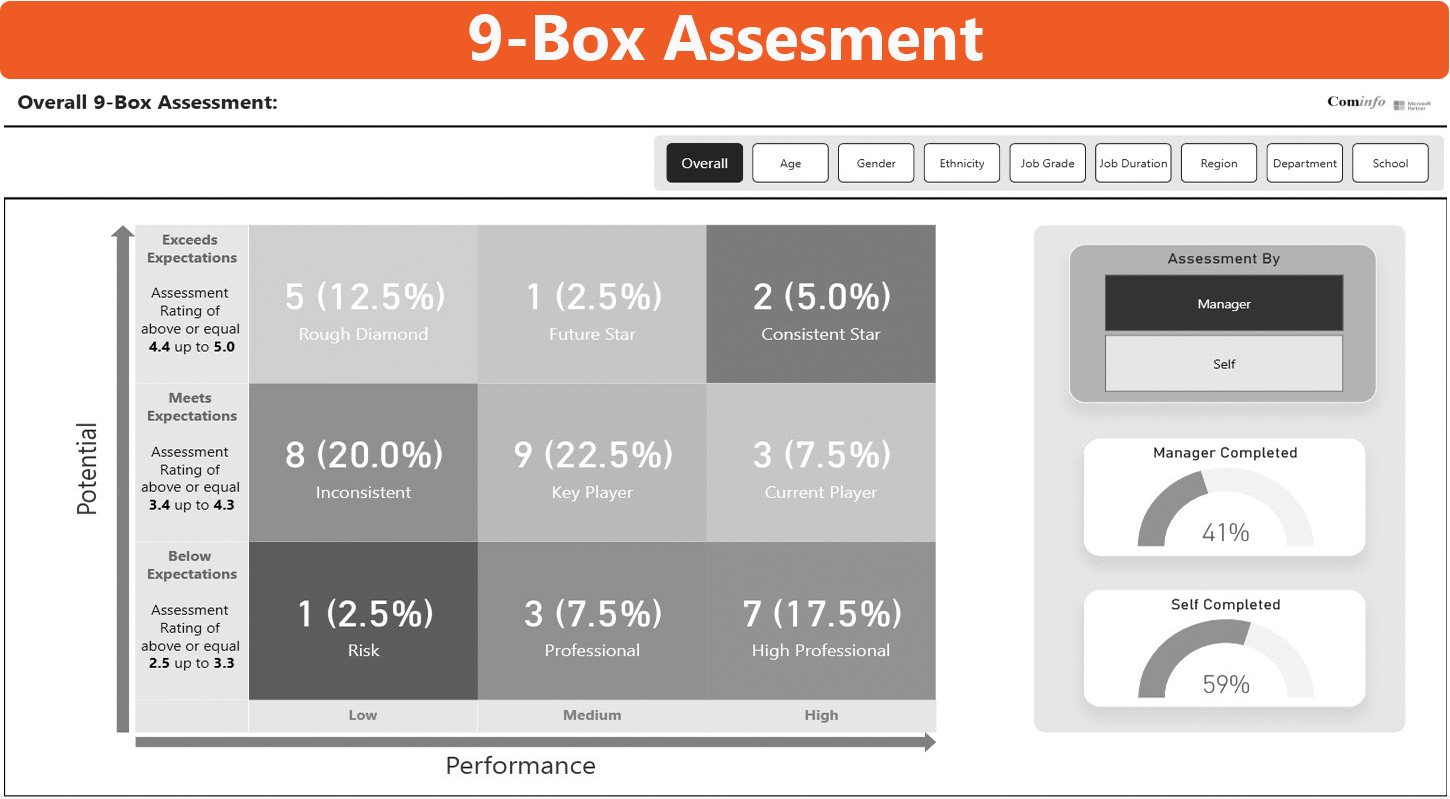 9-Box Assesment
Overall 9-Box Assessment:
Cominfo
Microsoft
Partner
Overall
Age
Gender
Ethnicity
Job Grade
Job Duration
Region
Department
School
Potential
Exceeds
Expectations
Assessment
Rating of
above or equal
4.4 up to 5.0
5 (12.5%)
Rough Diamond
1 (2.5%)
Future Star
2 (5.0%)
Consistent Star
Meets
Expectations
Assessment
Rating of
above or equal
3.4 up to 4.3
8 (20.0%)
Inconsistent
9 (22.5%)
Key Player
3 (7.5%)
Current Player
Below
Expectations
Assessment
Rating of
above or equal
2.5 up to 3.3
1 (2.5%)
Risk
3 (7.5%)
Professional
7 (17.5%)
High Professional
Low
Medium
High
Performance
Assessment By
Manager
Self
Manager Completed
41%
Self Completed
59%